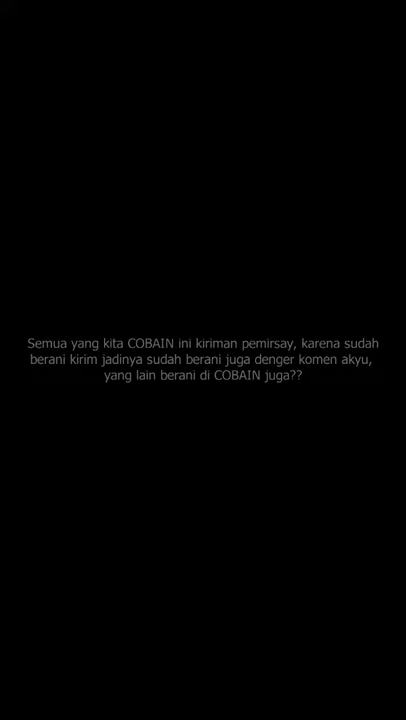 Semua yang kita COBAIN ini kiriman pemirsay, karena sudah
berani kirim jadinya sudah berani juga denger komen akyu,
yang lain berani di COBAIN juga??